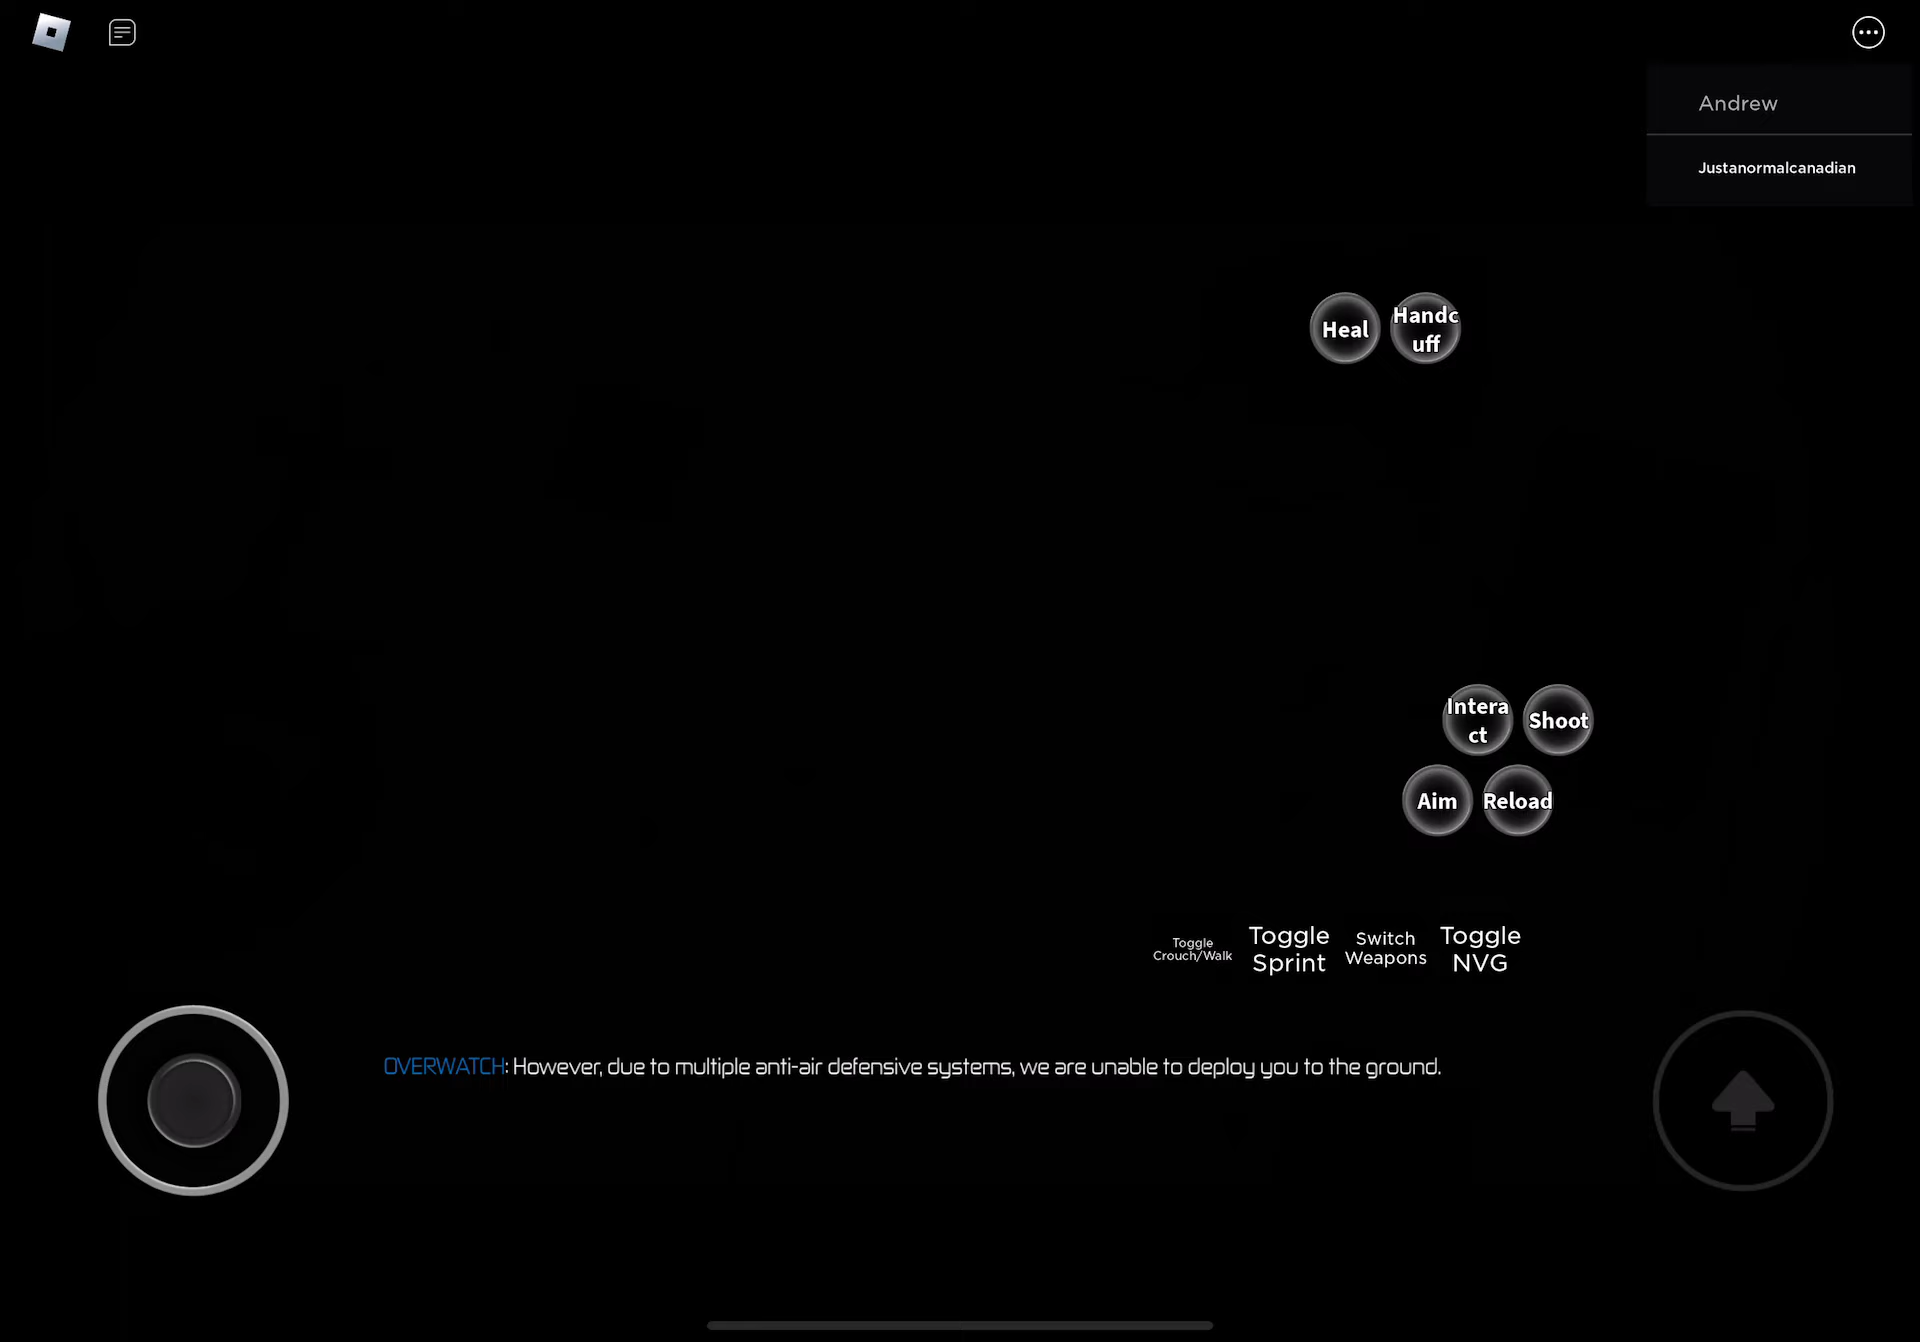 Andrew
Justanormalcanadian
Heal
Handc
uff
Intera
ct
Shoot
Aim
Reload
Toggle
Crouch/Walk
Toggle
Sprint
Switch
Weapons
Toggle
NVG
OVERWATCH: However, due to multiple anti-air defensive systems, we are unable to deploy you to the ground.